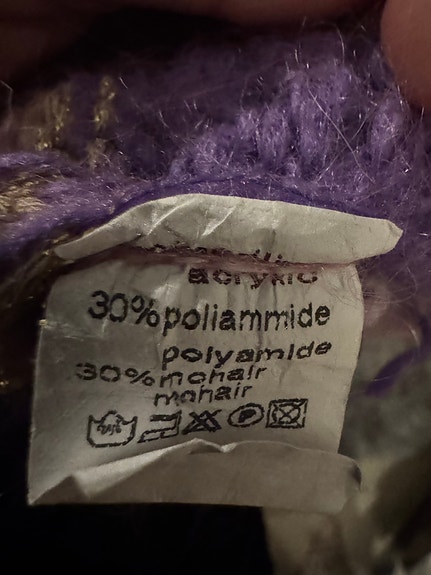 acrylic
30% poliammide
polyamide
30% mohair
mohair
P